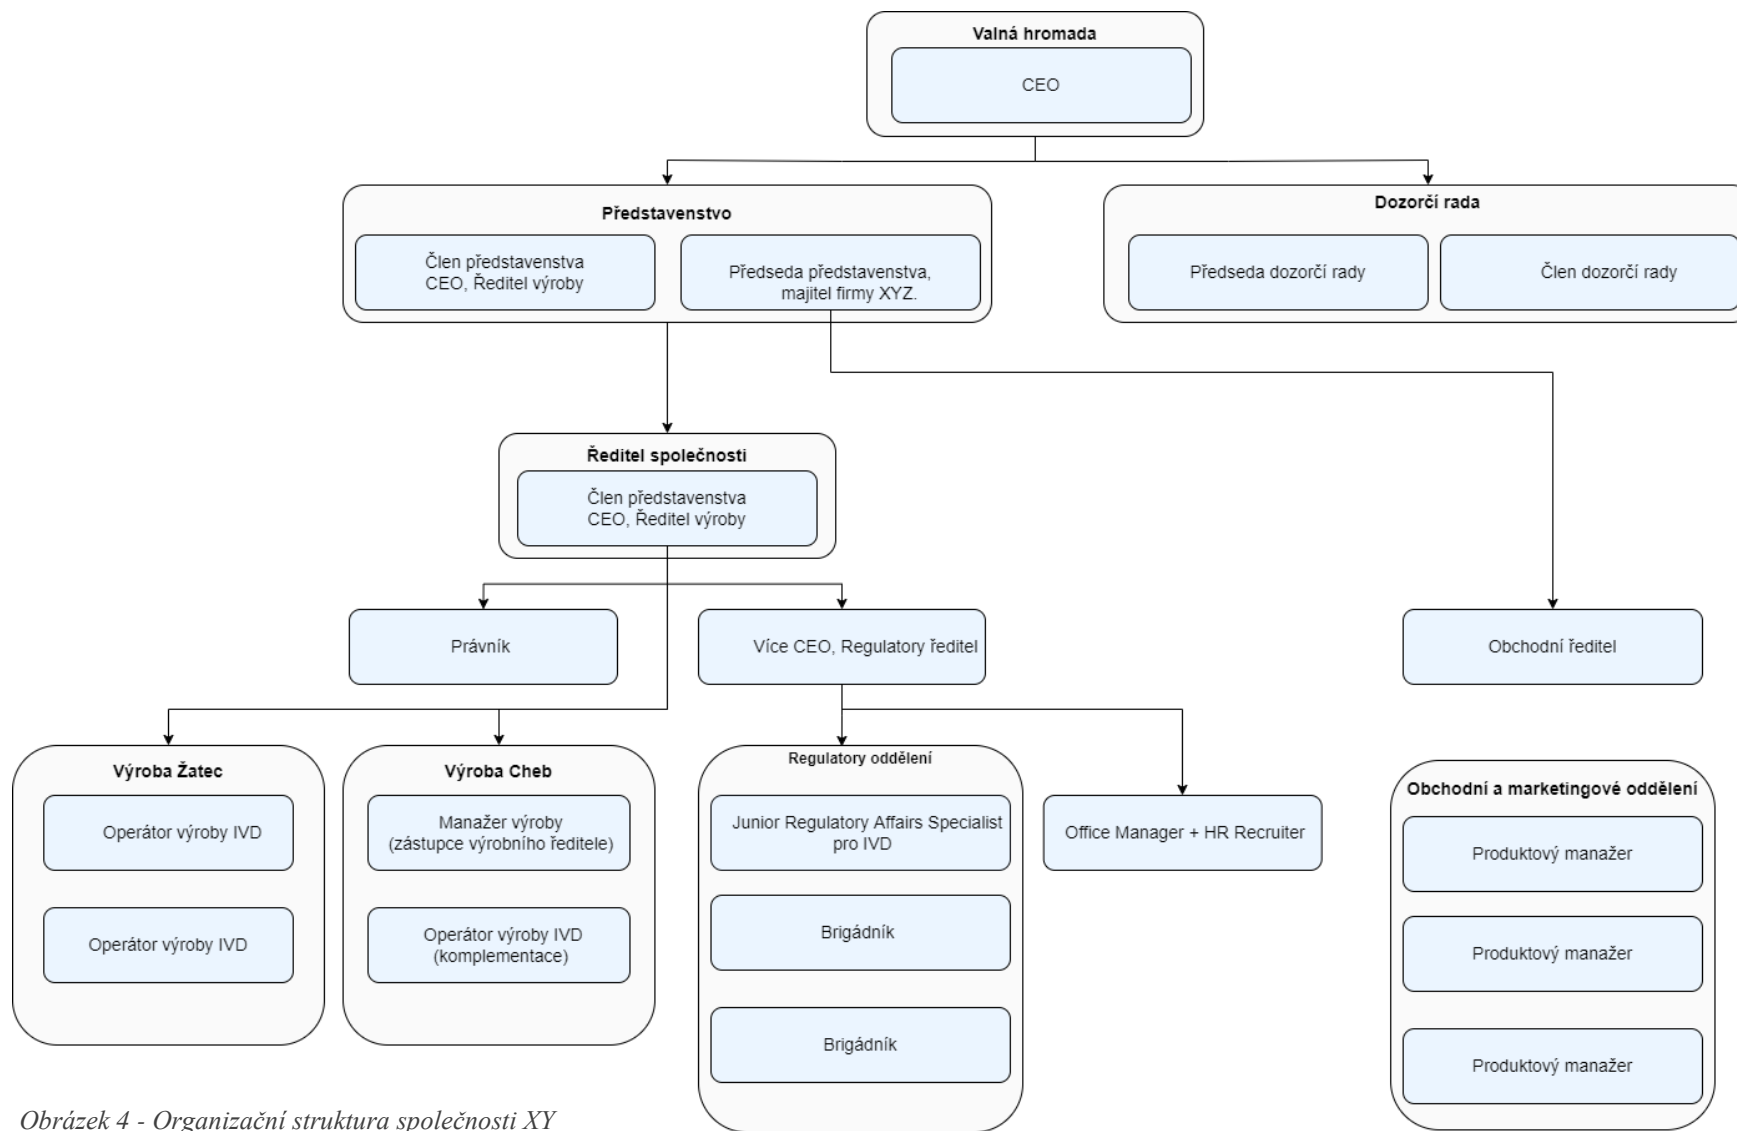 Valná hromada
CEO
Představenstvo
Člen představenstva
CEO, Ředitel výroby
Předseda představenstva,
majitel firmy XYZ.
Dozorčí rada
Předseda dozorčí rady
Člen dozorčí rady
Ředitel společnosti
Člen představenstva
CEO, Ředitel výroby
Právník
Více CEO, Regulatory ředitel
Obchodní ředitel
Výroba Žatec
Operátor výroby IVD
Operátor výroby IVD
Výroba Cheb
Manažer výroby
(zástupce výrobního ředitele)
Operátor výroby IVD
(komplementace)
Regulatory oddělení
Junior Regulatory Affairs Specialist
pro IVD
Brigádník
Brigádník
Office Manager + HR Recruiter
Obchodní a marketingové oddělení
Produktový manažer
Produktový manažer
Produktový manažer
Obrázek 4 - Organizační struktura společnosti XY